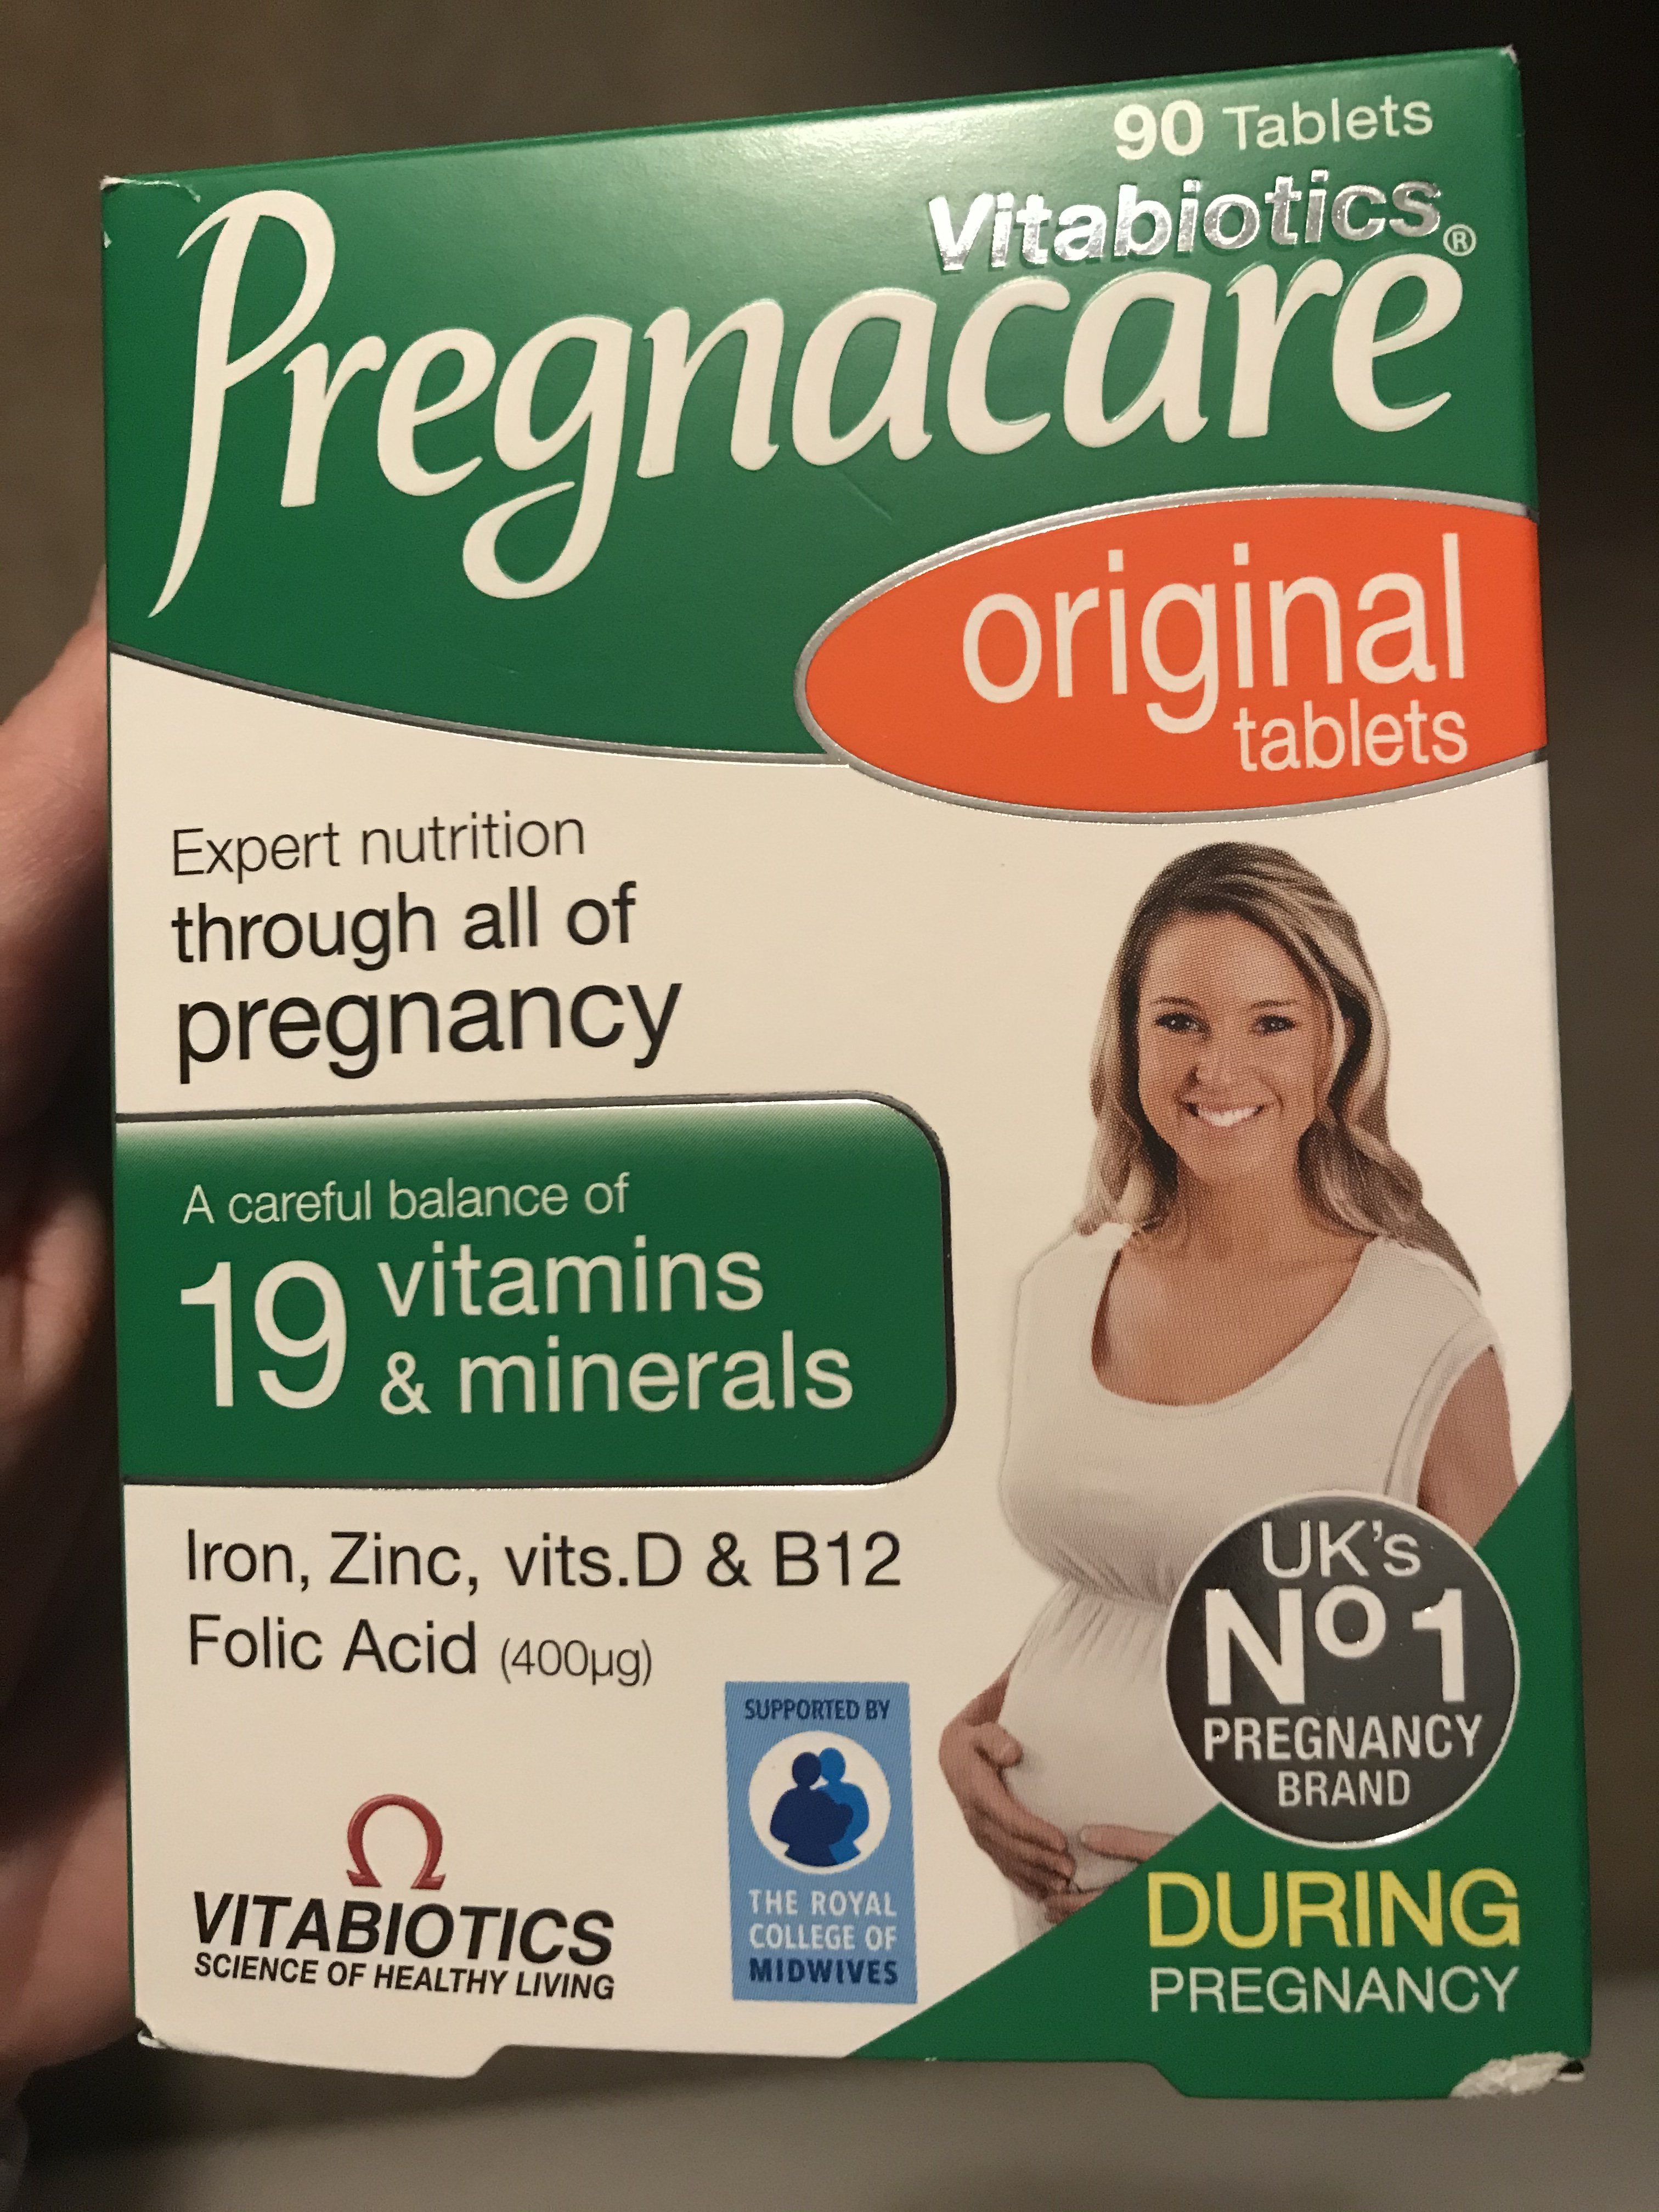 90 Tablets
Vitabiotics
Pregnacare®
original
tablets
Expert nutrition
through all of
pregnancy
A careful balance of
19 vitamins
& minerals
Iron, Zinc, vits.D & B12
Folic Acid (400µg)
SUPPORTED BY
THE ROYAL
COLLEGE OF
MIDWIVES
VITABIOTICS
SCIENCE OF HEALTHY LIVING
UK's
Nº1
PREGNANCY
BRAND
DURING
PREGNANCY